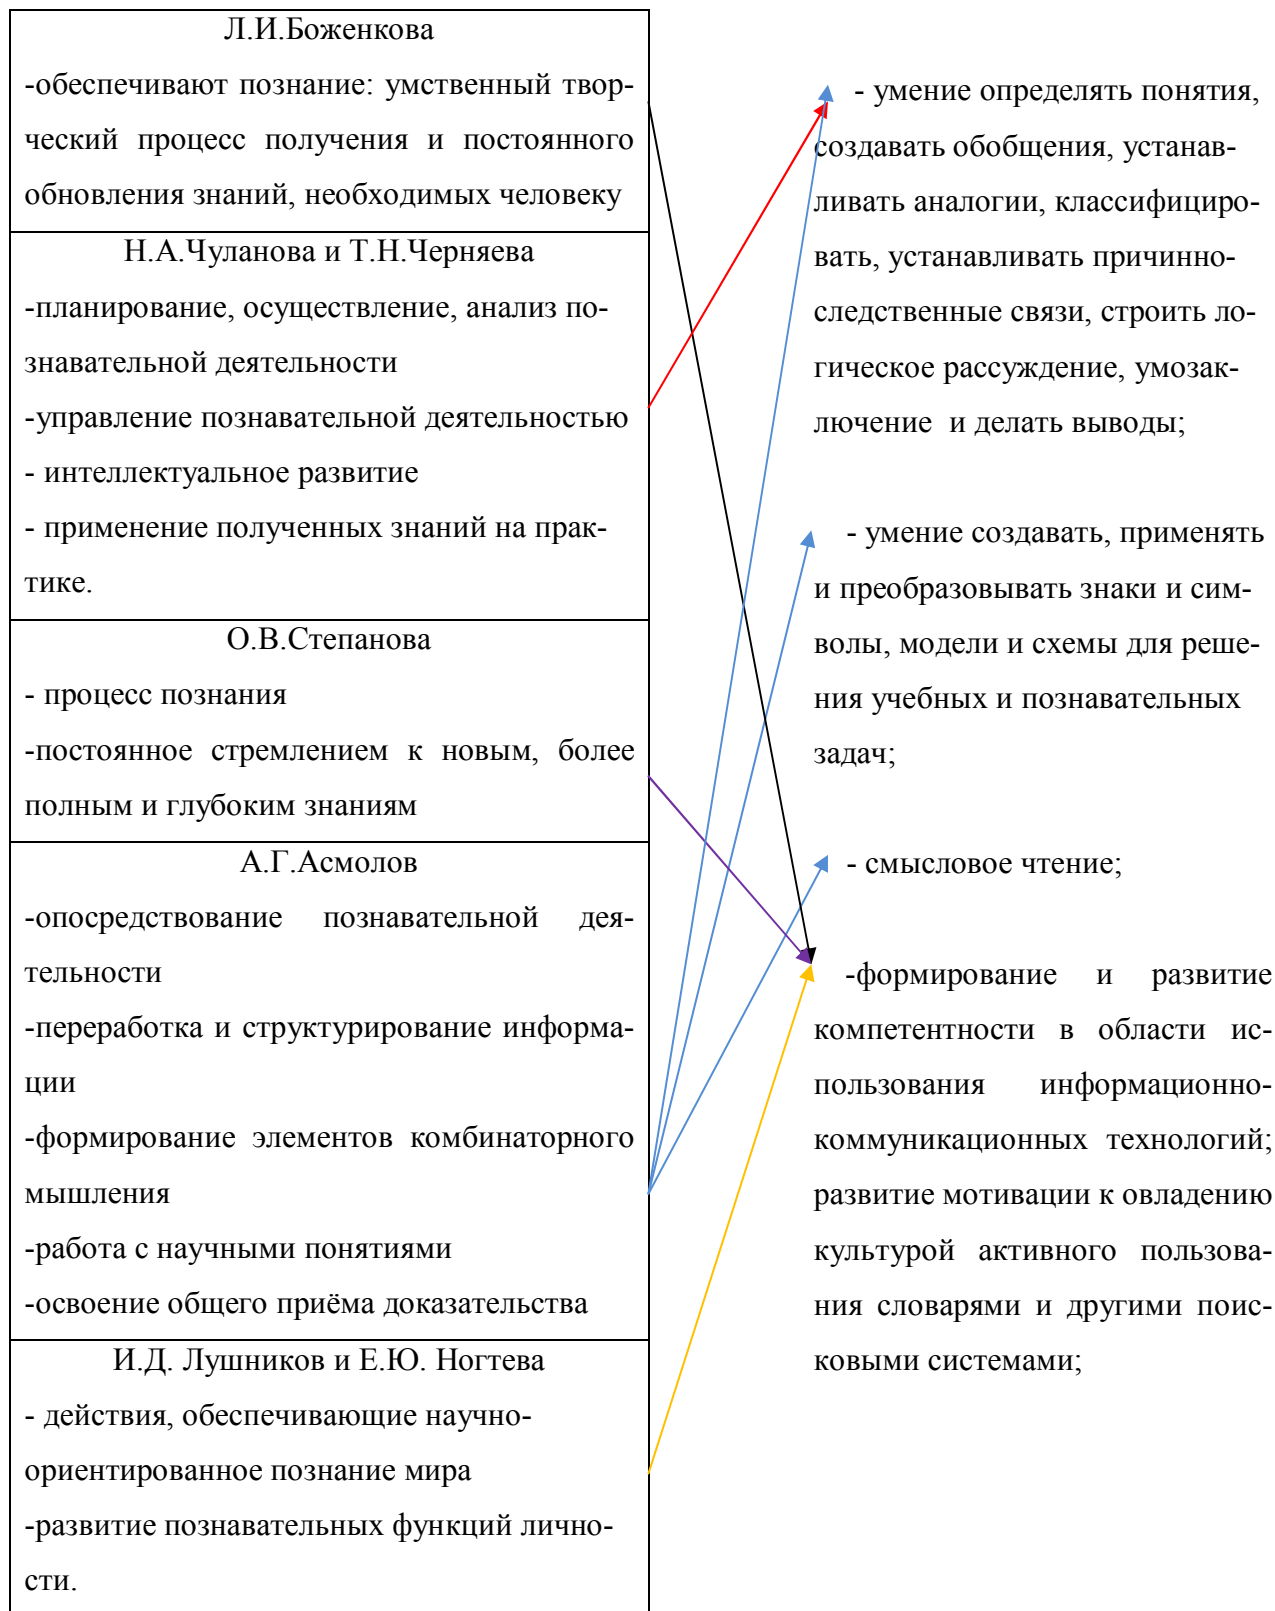 Л.И.Боженкова
-обеспечивают познание: умственный твор-
ческий процесс получения и постоянного
обновления знаний, необходимых человеку
Н.А.Чуланова и Т.Н.Черняева
-планирование, осуществление, анализ по-
знавательной деятельности
-управление познавательной деятельностью
- интеллектуальное развитие
- применение полученных знаний на прак-
тике.
О.В.Степанова
- процесс познания
-постоянное стремлением к новым, более
полным и глубоким знаниям
А.Г.Асмолов
-опосредствование познавательной дея-
тельности
-переработка и структурирование информа-
ции
-формирование элементов комбинаторного
мышления
-работа с научными понятиями
-освоение общего приёма доказательства
И.Д. Лушников и Е.Ю. Ногтева
- действия, обеспечивающие научно-
ориентированное познание мира
-развитие познавательных функций лично-
сти.
- умение определять понятия,
создавать обобщения, устанав-
ливать аналогии, классифициро-
вать, устанавливать причинно-
следственные связи, строить ло-
гическое рассуждение, умозак-
лючение и делать выводы;
- умение создавать, применять
и преобразовывать знаки и сим-
волы, модели и схемы для реше-
ния учебных и познавательных
задач;
- смысловое чтение;
-формирование и развитие
компетентности в области ис-
пользования информационно-
коммуникационных технологий;
развитие мотивации к овладению
культурой активного пользова-
ния словарями и другими поис-
ковыми системами;